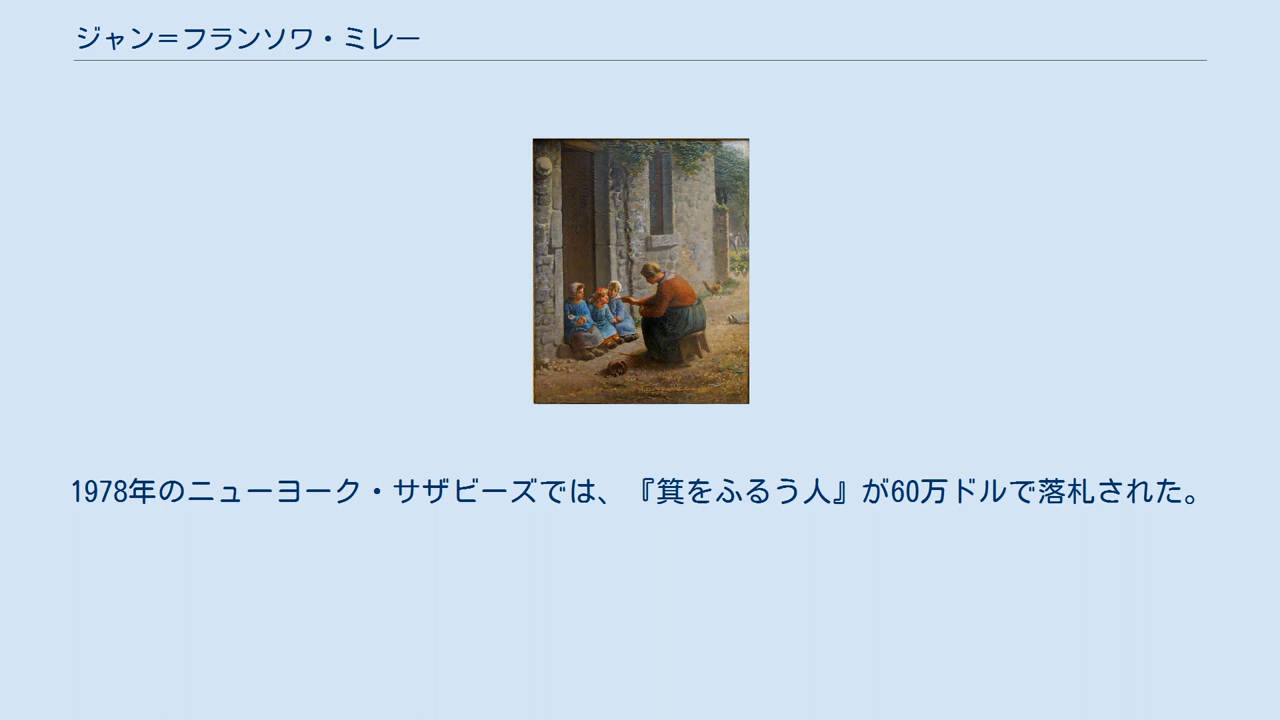 ジャン＝フランソワ・ミレー
1978年のニューヨーク・サザビーズでは、『箕をふるう人』が60万ドルで落札された。